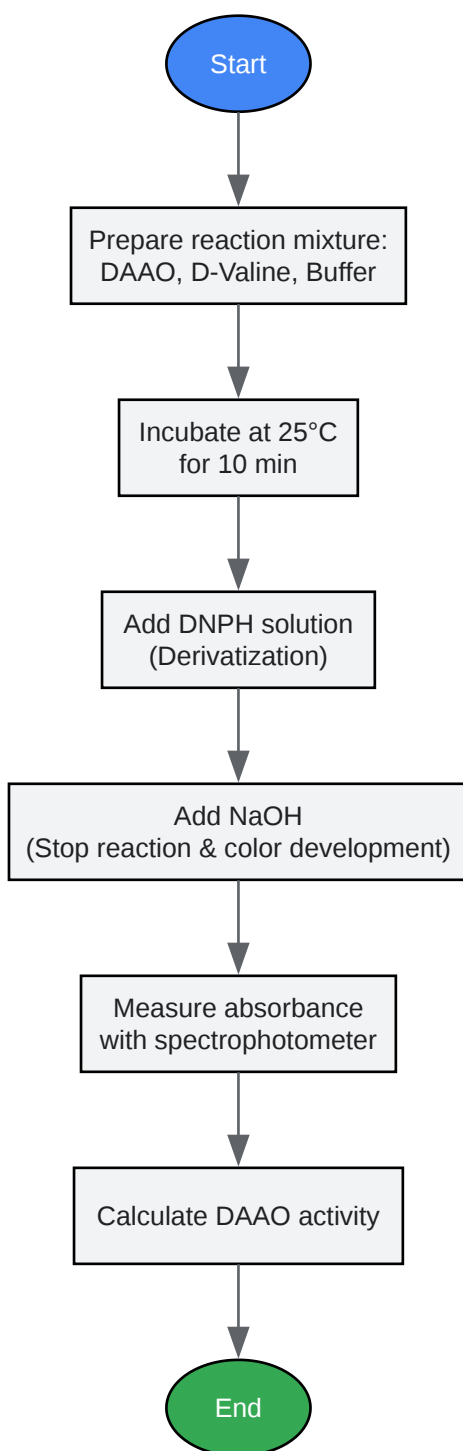 Start
Prepare reaction mixture:
DAAO, D-Valine, Buffer
Incubate at 25°C
for 10 min
Add DNPH solution
(Derivatization)
Add NaOH
(Stop reaction & color development)
Measure absorbance
with spectrophotometer
Calculate DAAO activity
End